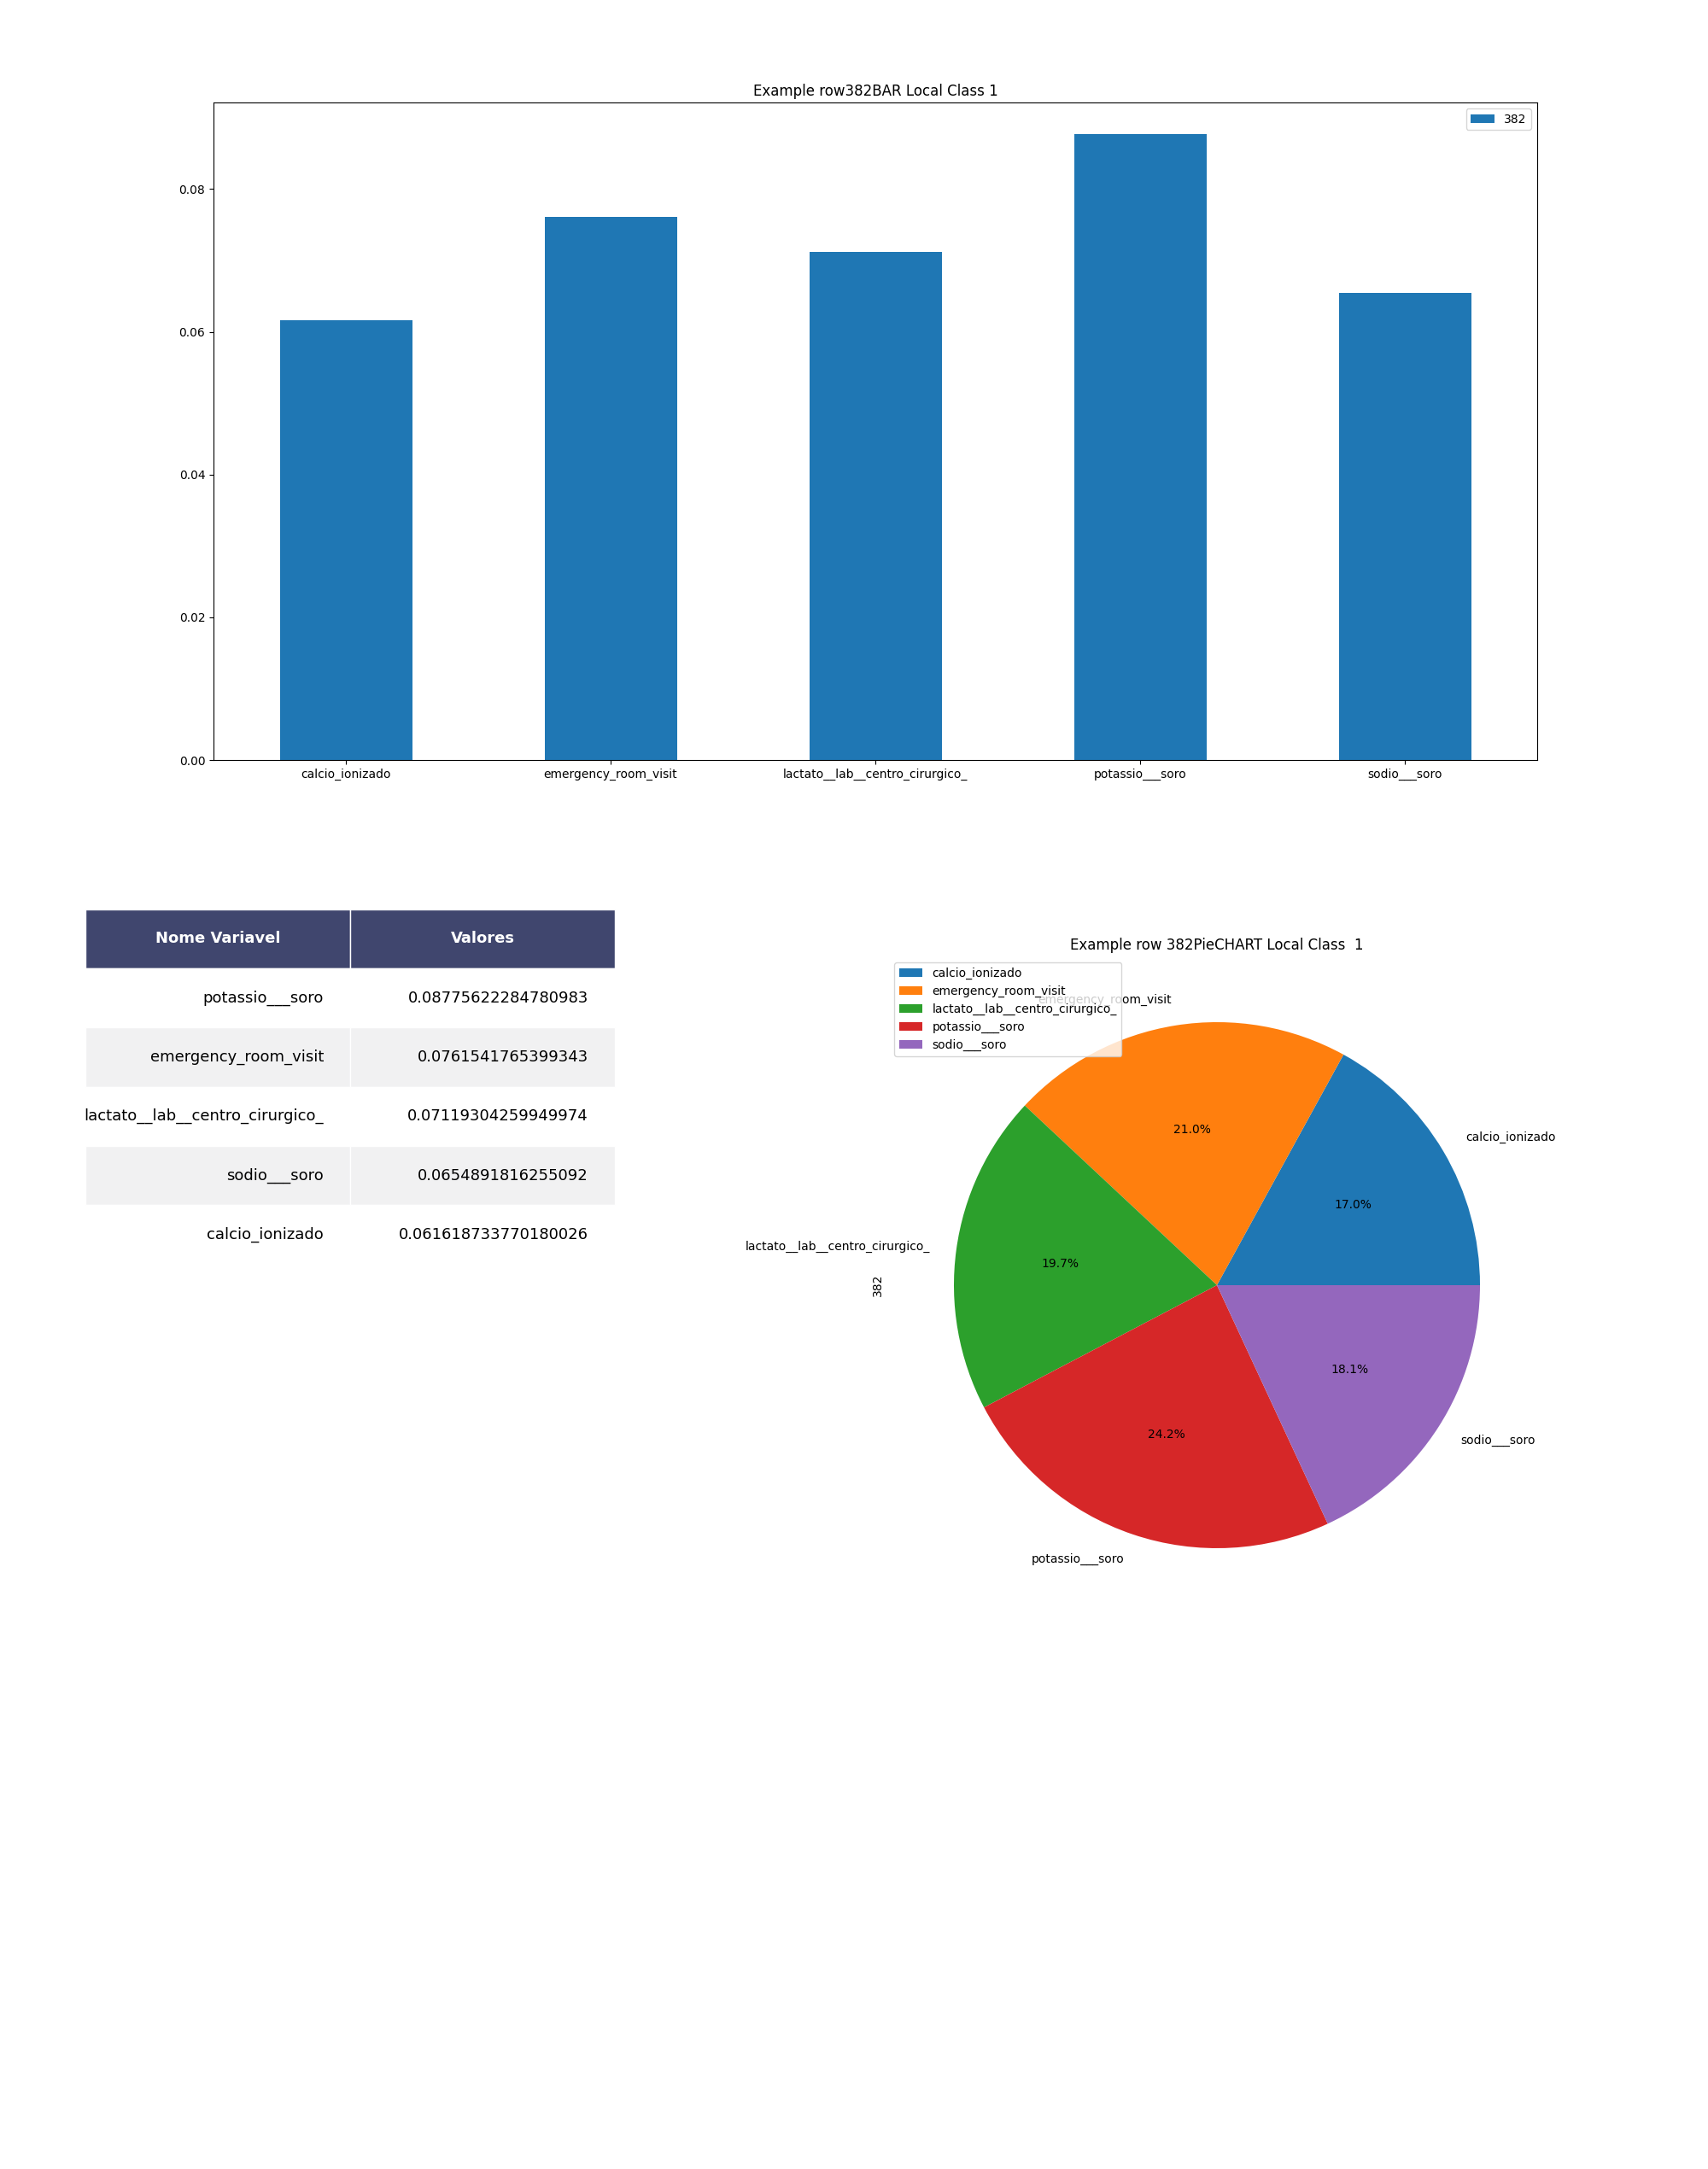 Example row382BAR Local Class 1
382
0.08
0.06
0.04
0.02
0.00
calcio_ionizado emergency_room_visit lactato__lab__centro_cirurgico_ potassio___soro sodio___soro
Nome Variavel Valores
potassio___soro 0.08775622284780983
emergency_room_visit 0.0761541765399343
lactato__lab__centro_cirurgico_ 0.07119304259949974
sodio___soro 0.0654891816255092
calcio_ionizado 0.061618733770180026
Example row 382PieCHART Local Class  1
calcio_ionizado
emergency_room_visit
lactato__lab__centro_cirurgico_
potassio___soro
sodio___soro
emergency_room_visit
21.0%
calcio_ionizado
17.0%
lactato__lab__centro_cirurgico_
19.7%
382
18.1%
24.2%
sodio___soro
potassio___soro